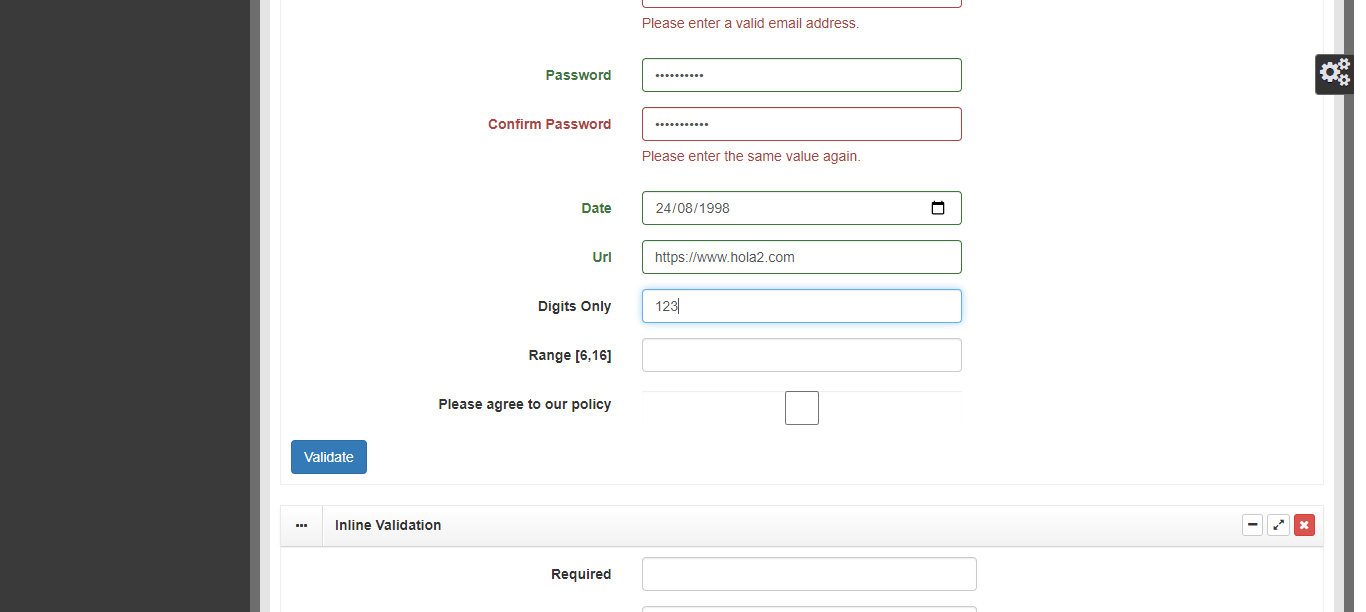 Please enter a valid email address.
Password ••••••••••
Confirm Password •••••••••••
Please enter the same value again.
Date 24/08/1998
Url https://www.hola2.com
Digits Only 123
Range [6,16]
Please agree to our policy
Validate
Inline Validation
Required